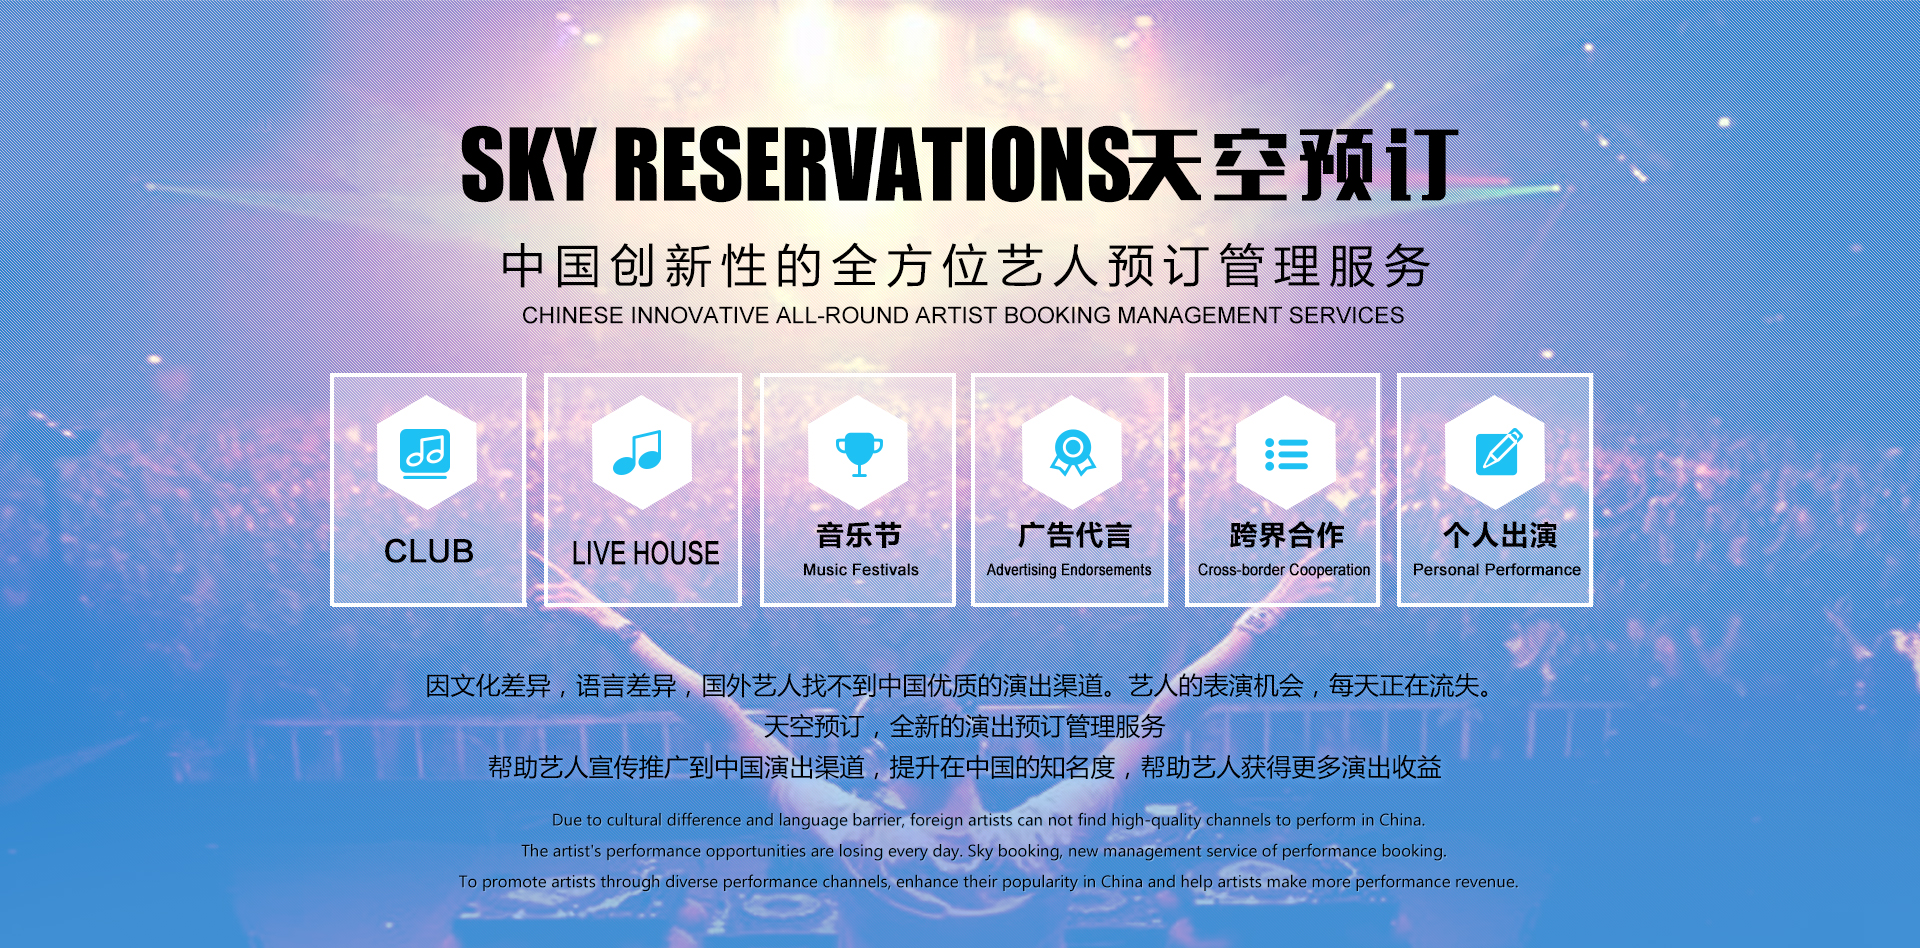 SKY RESERVATIONS天空预订
中国创新性的全方位艺人预订管理服务
CHINESE INNOVATIVE ALL-ROUND ARTIST BOOKING MANAGEMENT SERVICES
CLUB
LIVE HOUSE
音乐节
Music Festivals
广告代言
Advertising Endorsements
跨界合作
Cross-border Cooperation
个人出演
Personal Performance
因文化差异，语言差异，国外艺人找不到中国优质的演出渠道。艺人的表演机会，每天正在流失。
天空预订，全新的演出预订管理服务
帮助艺人宣传推广到中国演出渠道，提升在中国的知名度，帮助艺人获得更多演出收益
Due to cultural difference and language barrier, foreign artists can not find high-quality channels to perform in China.
The artist's performance opportunities are losing every day. Sky booking, new management service of performance booking.
To promote artists through diverse performance channels, enhance their popularity in China and help artists make more performance revenue.